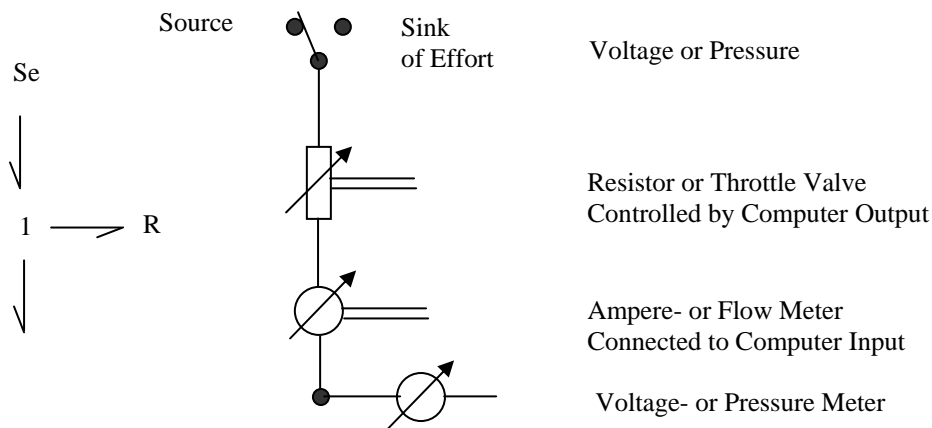 Source
Sink
of Effort
Voltage or Pressure
Se
Resistor or Throttle Valve
Controlled by Computer Output
1
R
Ampere- or Flow Meter
Connected to Computer Input
Voltage- or Pressure Meter